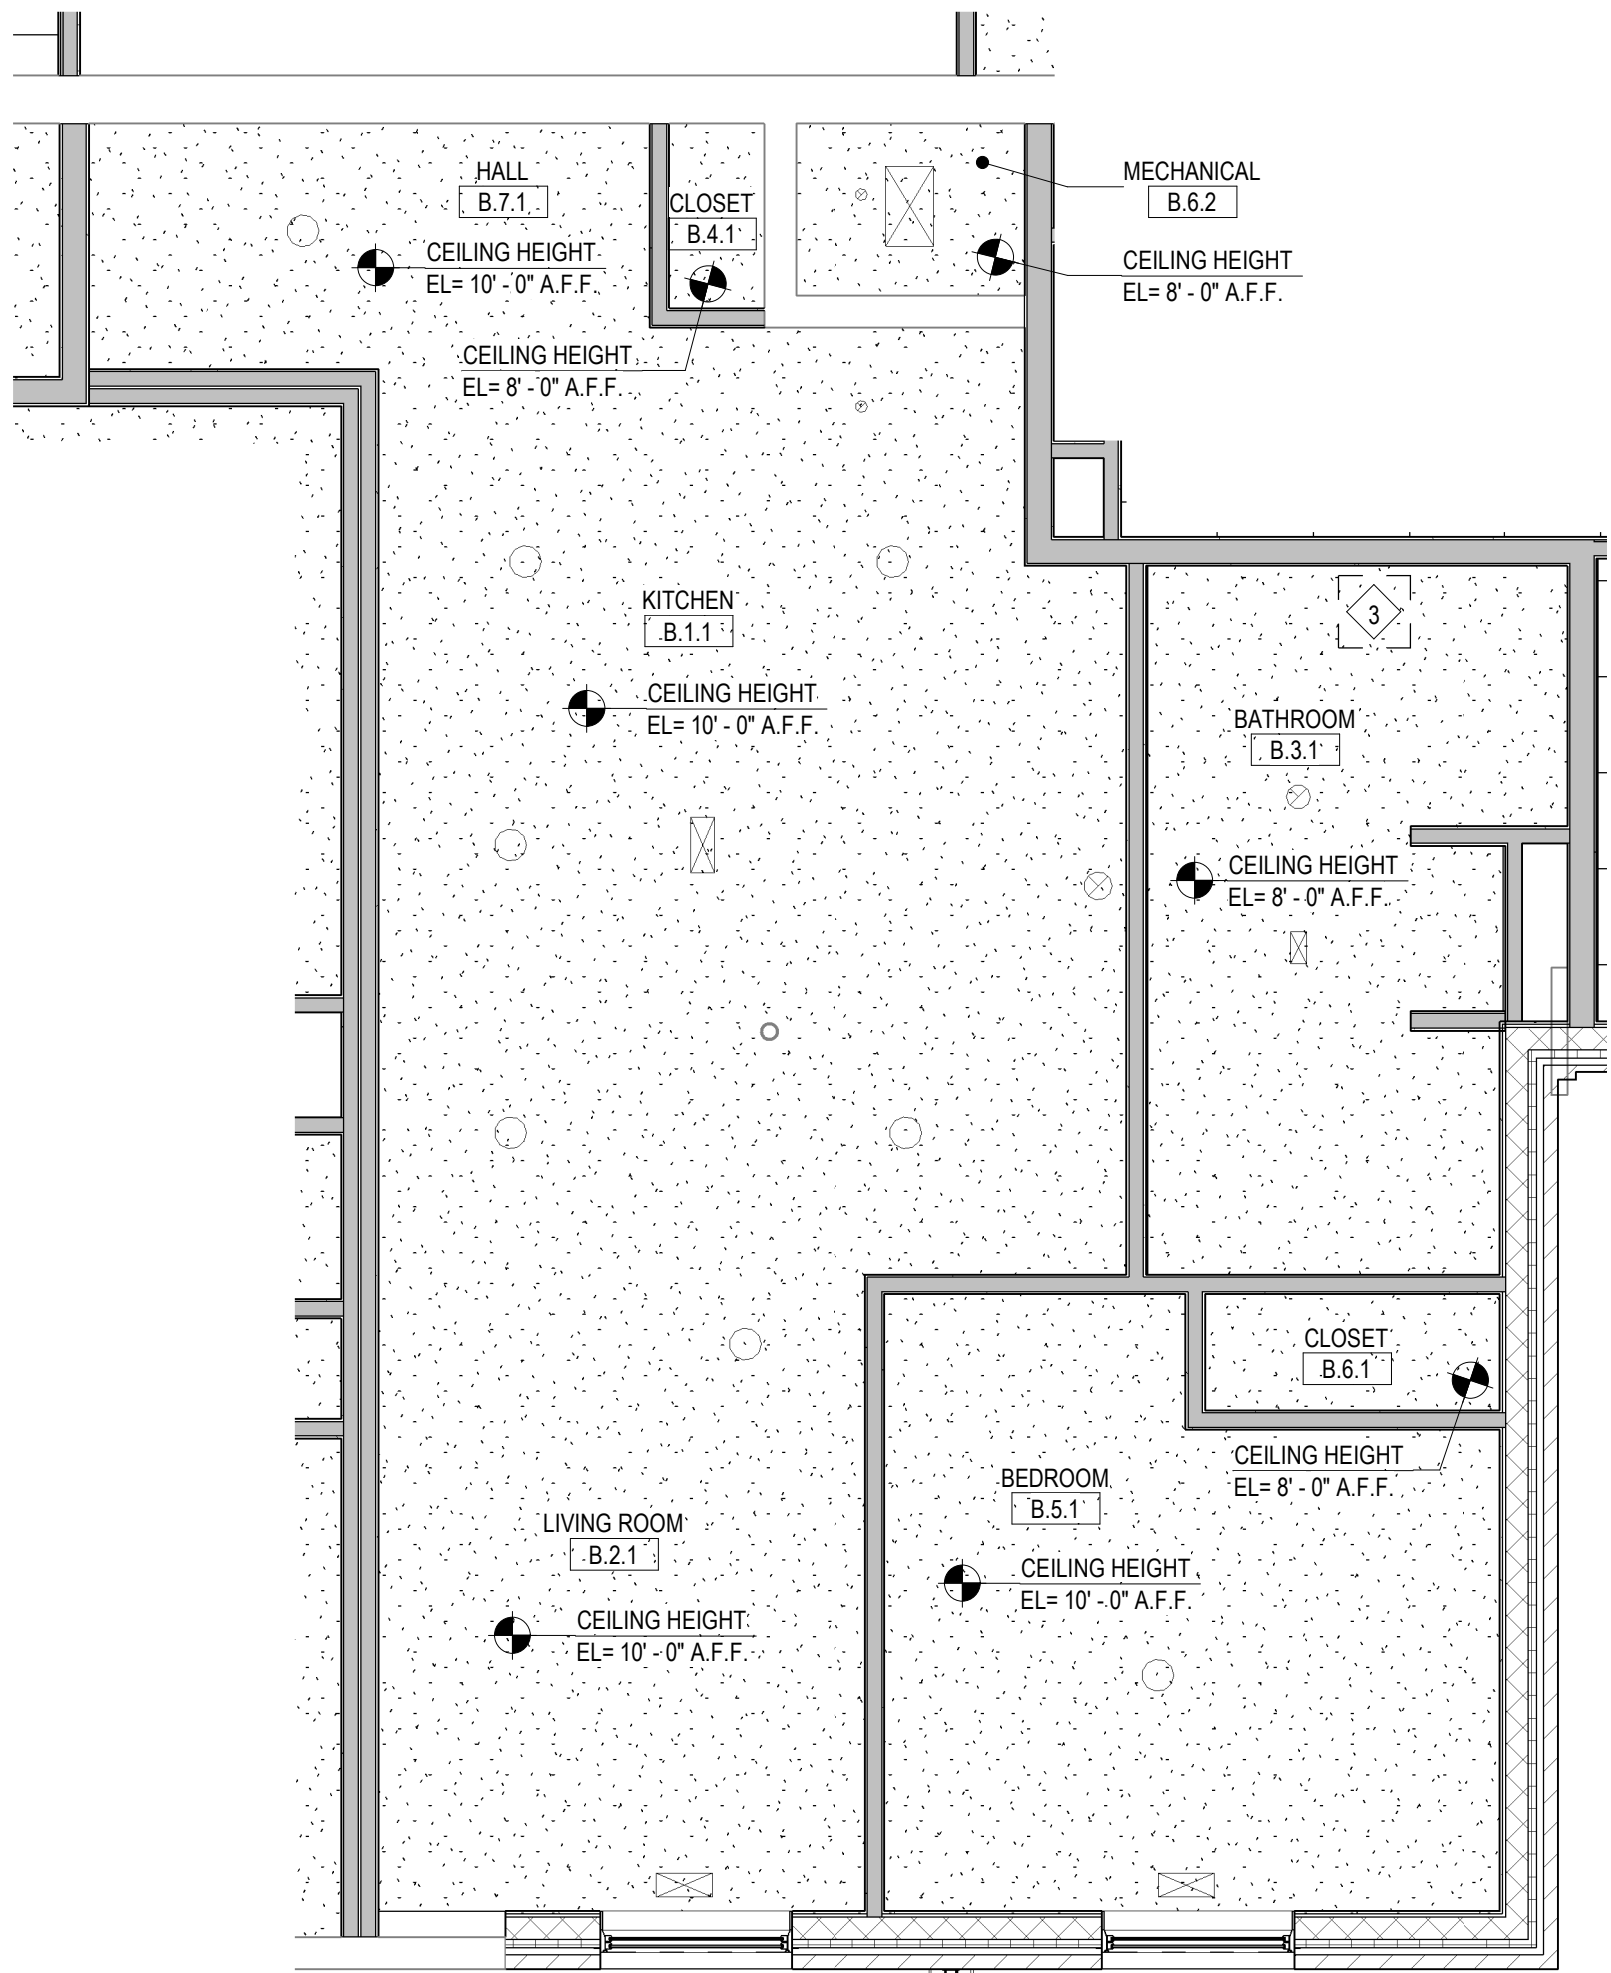 HALL
B.7.1
CEILING HEIGHT
EL= 10' - 0" A.F.F.
CLOSET
B.4.1
CEILING HEIGHT
EL= 8' - 0" A.F.F.
MECHANICAL
B.6.2
CEILING HEIGHT
EL= 8' - 0" A.F.F.
KITCHEN
B.1.1
CEILING HEIGHT
EL= 10' - 0" A.F.F.
3
BATHROOM
B.3.1
CEILING HEIGHT
EL= 8' - 0" A.F.F.
CLOSET
B.6.1
CEILING HEIGHT
EL= 8' - 0" A.F.F.
BEDROOM
B.5.1
CEILING HEIGHT
EL= 10' - 0" A.F.F.
LIVING ROOM
B.2.1
CEILING HEIGHT
EL= 10' - 0" A.F.F.